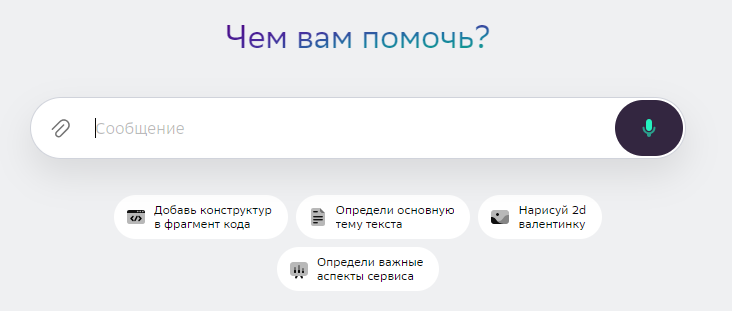 Чем вам помочь?
Сообщение
Добавь конструктур
в фрагмент кода
Определи основную
тему текста
Нарисуй 2d
валентинку
Определи важные
аспекты сервиса